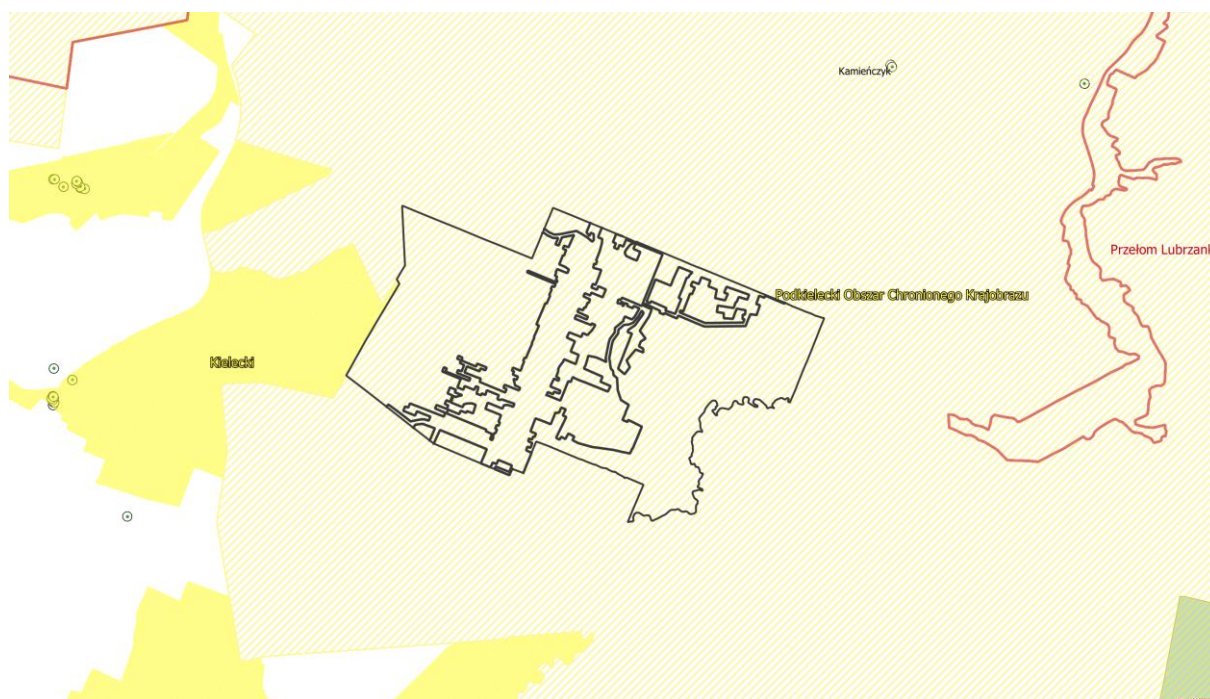 Kamieńczyk
Przełom Lubrzank
Podkielecki Obszar Chronionego Krajobrazu
Kielecki